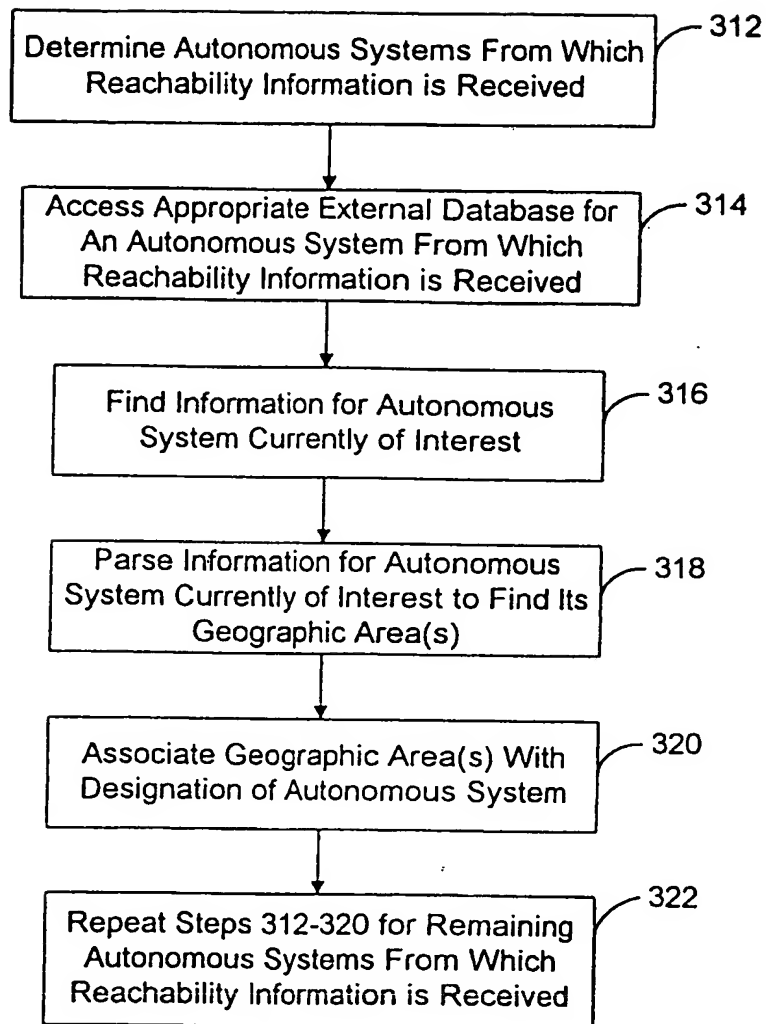 Determine Autonomous Systems From Which
Reachability Information is Received
312
Access Appropriate External Database for
An Autonomous System From Which
Reachability Information is Received
314
Find Information for Autonomous
System Currently of Interest
316
Parse Information for Autonomous
System Currently of Interest to Find Its
Geographic Area(s)
318
Associate Geographic Area(s) With
Designation of Autonomous System
320
Repeat Steps 312-320 for Remaining
Autonomous Systems From Which
Reachability Information is Received
322